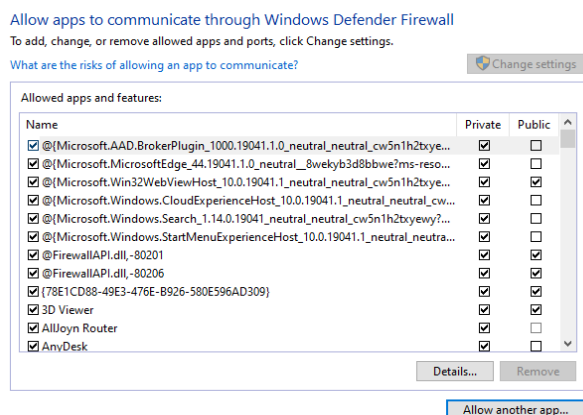 Allow apps to communicate through Windows Defender Firewall
To add, change, or remove allowed apps and ports, click Change settings.
What are the risks of allowing an app to communicate?
Change settings
Allowed apps and features:
Name Private Public
@{Microsoft.AAD.BrokerPlugin_1000.19041.1.0_neutral_neutral_cw5n1h2txye...
@{Microsoft.MicrosoftEdge_44.19041.1.0_neutral__8wekyb3d8bbwe?ms-reso...
@{Microsoft.Win32WebViewHost_10.0.19041.1_neutral_neutral_cw5n1h2txye...
@{Microsoft.Windows.CloudExperienceHost_10.0.19041.1_neutral_neutral_cw...
@{Microsoft.Windows.Search_1.14.0.19041_neutral_neutral_cw5n1h2txyewy?...
@{Microsoft.Windows.StartMenuExperienceHost_10.0.19041.1_neutral_neutra...
@FirewallAPI.dll,-80201
@FirewallAPI.dll,-80206
{78E1CD88-49E3-476E-B926-580E596AD309}
3D Viewer
AllJoyn Router
AnyDesk
Details... Remove
Allow another app...